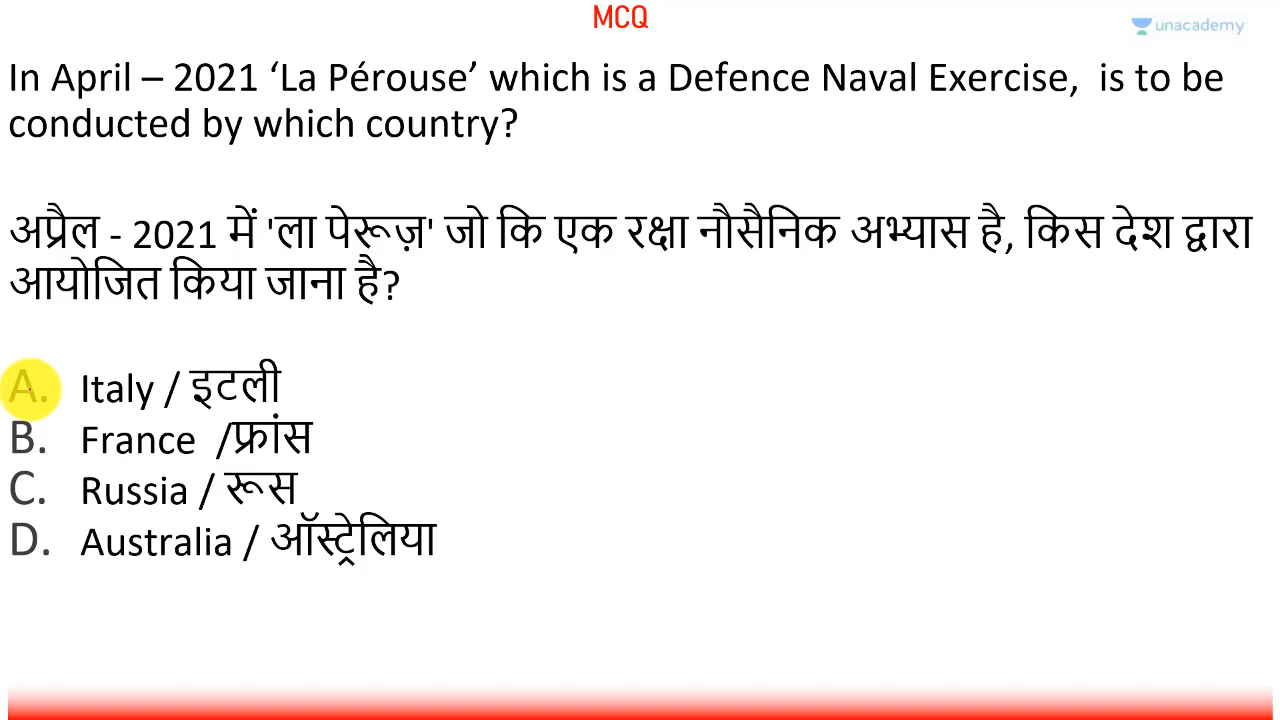 MCQ
unacademy
In April – 2021 ‘La Pérouse’ which is a Defence Naval Exercise, is to be
conducted by which country?
अप्रैल - 2021 में 'ला पेरूज़' जो कि एक रक्षा नौसैनिक अभ्यास है, किस देश द्वारा
आयोजित किया जाना है?
A. Italy / इटली
B. France /फ्रांस
C. Russia / रूस
D. Australia / ऑस्ट्रेलिया